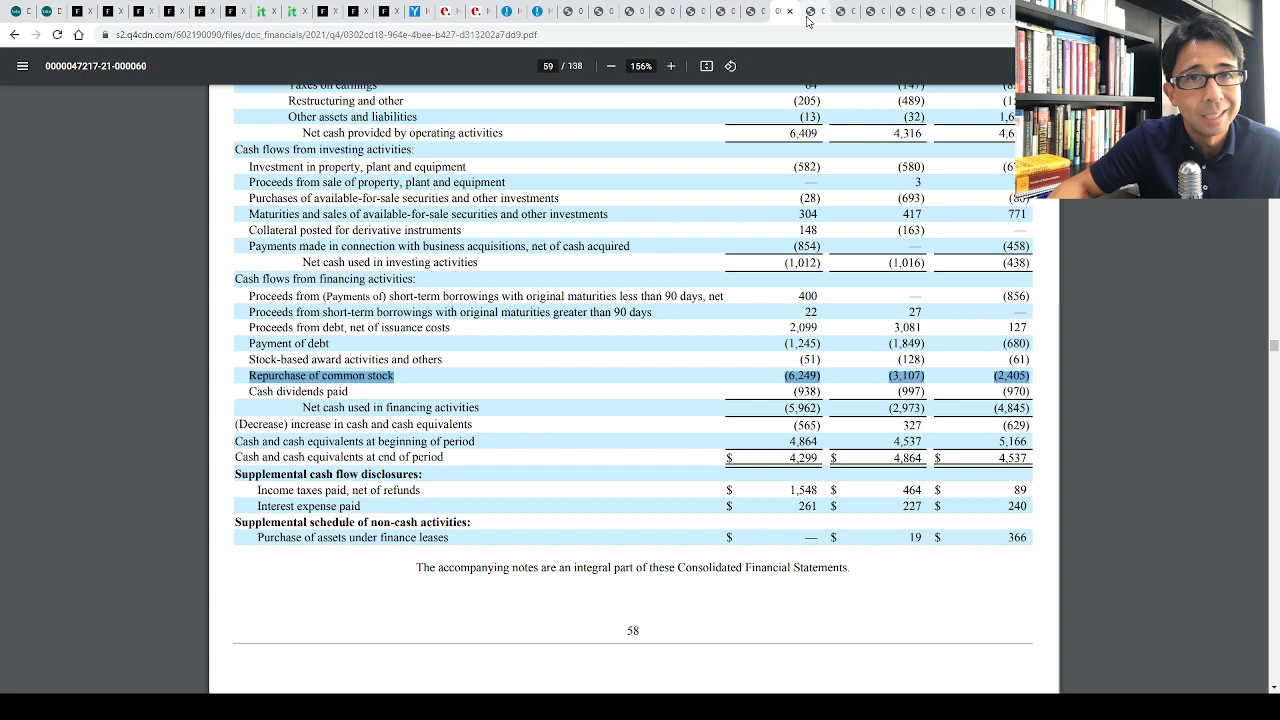 s2.q4cdn.com/602190090/files/doc_financials/2021/q4/0302cd18-964e-4bee-b427-d313202a7dd9.pdf
0000047217-21-000060 59 / 138 156%
Taxes on earnings (147)
Restructuring and other (205) (489)
Other assets and liabilities (13) (32)
Net cash provided by operating activities 6,409 4,316
Cash flows from investing activities:
Investment in property, plant and equipment (582) (580)
Proceeds from sale of property, plant and equipment — 3
Purchases of available-for-sale securities and other investments (28) (693)
Maturities and sales of available-for-sale securities and other investments 304 417 771
Collateral posted for derivative instruments 148 (163) —
Payments made in connection with business acquisitions, net of cash acquired (854) — (458)
Net cash used in investing activities (1,012) (1,016) (438)
Cash flows from financing activities:
Proceeds from (Payments of) short-term borrowings with original maturities less than 90 days, net 400 — (856)
Proceeds from short-term borrowings with original maturities greater than 90 days 22 27 —
Proceeds from debt, net of issuance costs 2,099 3,081 127
Payment of debt (1,245) (1,849) (680)
Stock-based award activities and others (51) (128) (61)
Repurchase of common stock (6,249) (3,107) (2,405)
Cash dividends paid (938) (997) (970)
Net cash used in financing activities (5,962) (2,973) (4,845)
(Decrease) increase in cash and cash equivalents (565) 327 (629)
Cash and cash equivalents at beginning of period 4,864 4,537 5,166
Cash and cash equivalents at end of period $ 4,299 $ 4,864 $ 4,537
Supplemental cash flow disclosures:
Income taxes paid, net of refunds $ 1,548 $ 464 $ 89
Interest expense paid $ 261 $ 227 $ 240
Supplemental schedule of non-cash activities:
Purchase of assets under finance leases $ — $ 19 $ 366
The accompanying notes are an integral part of these Consolidated Financial Statements.
58